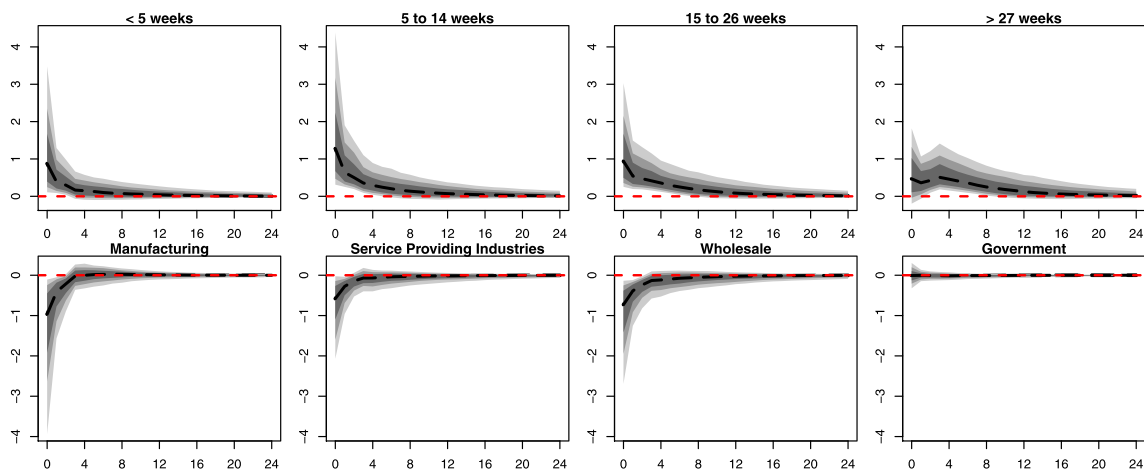 < 5 weeks 5 to 14 weeks 15 to 26 weeks > 27 weeks
4 4 4 4
3 3 3 3
2 2 2 2
1 1 1 1
0 0 0 0
0 4 8 12 16 20 24 0 4 8 12 16 20 24 0 4 8 12 16 20 24 0 4 8 12 16 20 24
Manufacturing Service Providing Industries Wholesale Government
0 0 0 0
−1 −1 −1 −1
−2 −2 −2 −2
−3 −3 −3 −3
−4 −4 −4 −4
0 4 8 12 16 20 24 0 4 8 12 16 20 24 0 4 8 12 16 20 24 0 4 8 12 16 20 24